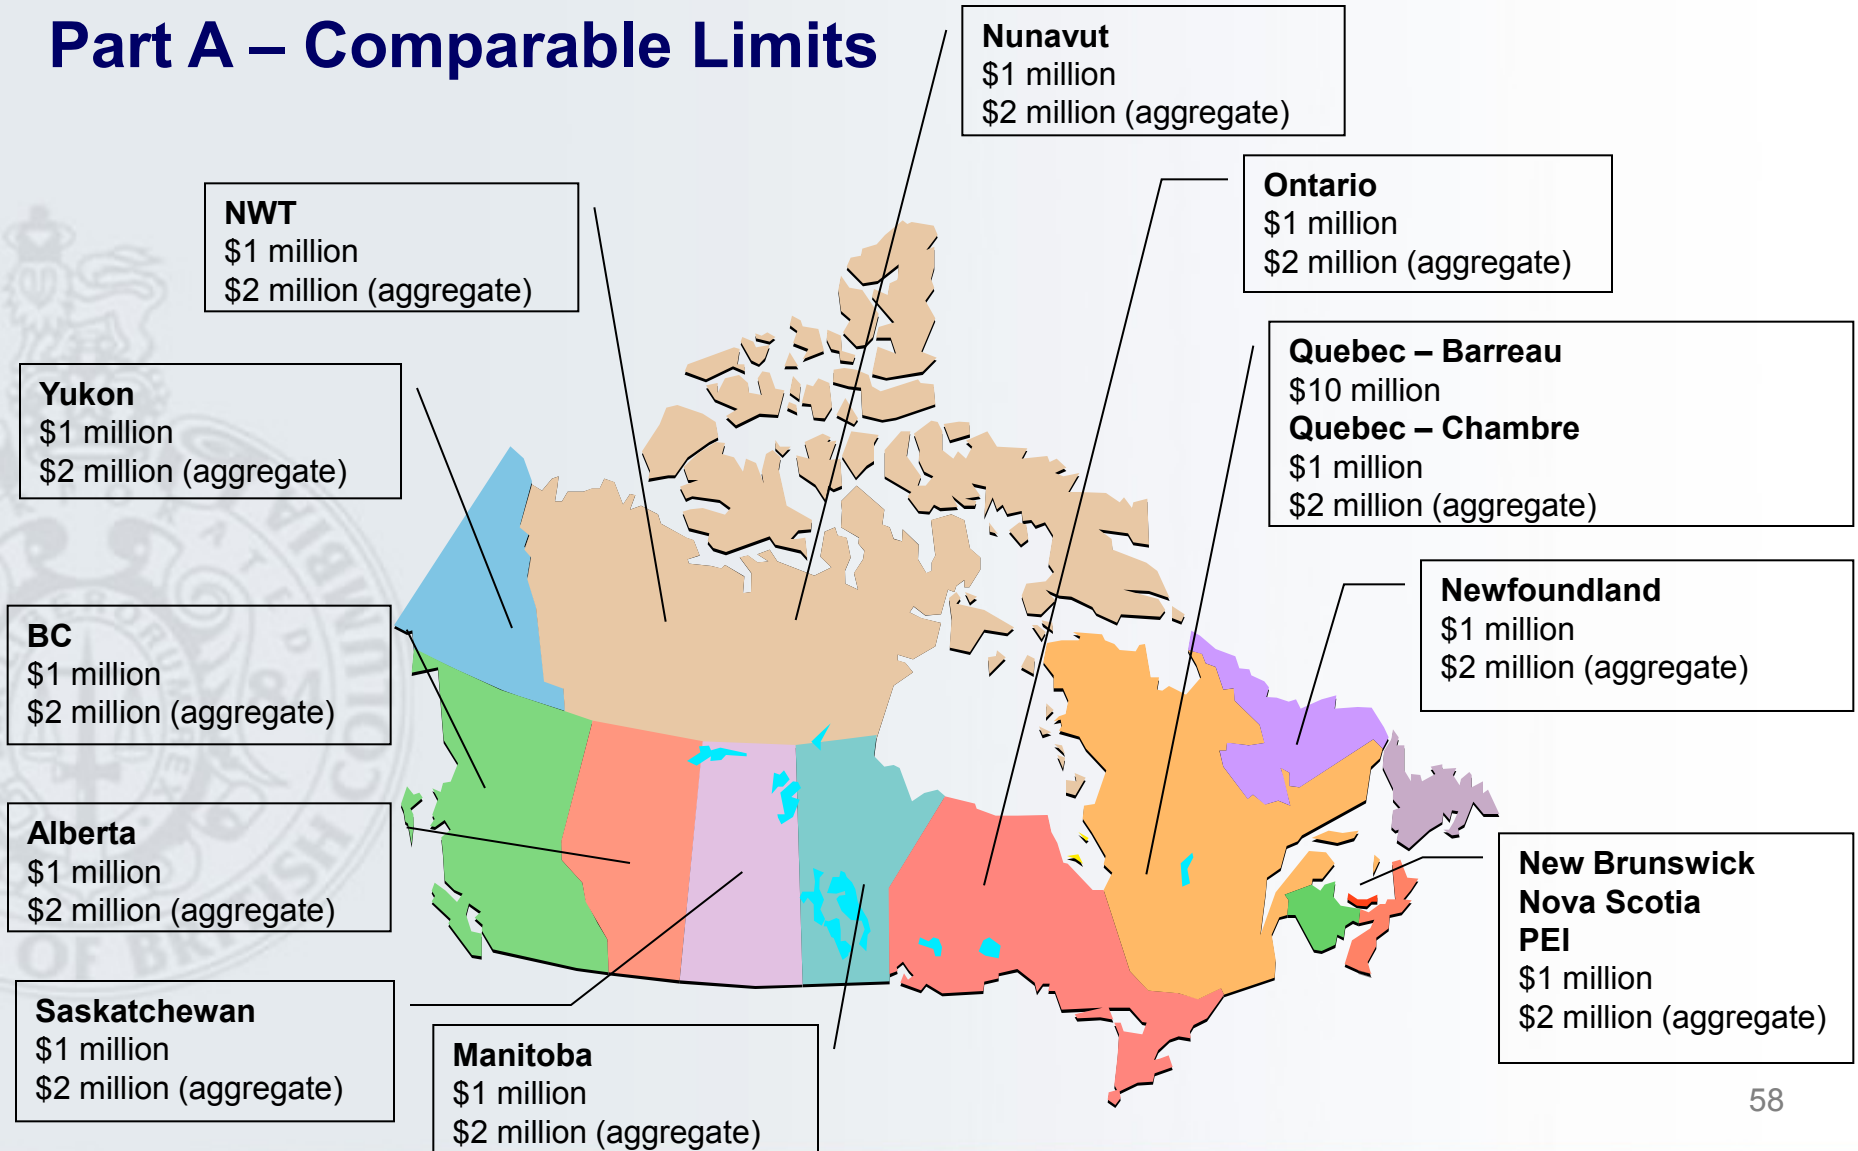 Part A – Comparable Limits
Nunavut
$1 million
$2 million (aggregate)
Ontario
$1 million
$2 million (aggregate)
NWT
$1 million
$2 million (aggregate)
Quebec – Barreau
$10 million
Quebec – Chambre
$1 million
$2 million (aggregate)
Yukon
$1 million
$2 million (aggregate)
Newfoundland
$1 million
$2 million (aggregate)
BC
$1 million
$2 million (aggregate)
Alberta
$1 million
$2 million (aggregate)
New Brunswick
Nova Scotia
PEI
$1 million
$2 million (aggregate)
Saskatchewan
$1 million
$2 million (aggregate)
Manitoba
$1 million
$2 million (aggregate)
58
OF BRITISH COLUMBIA